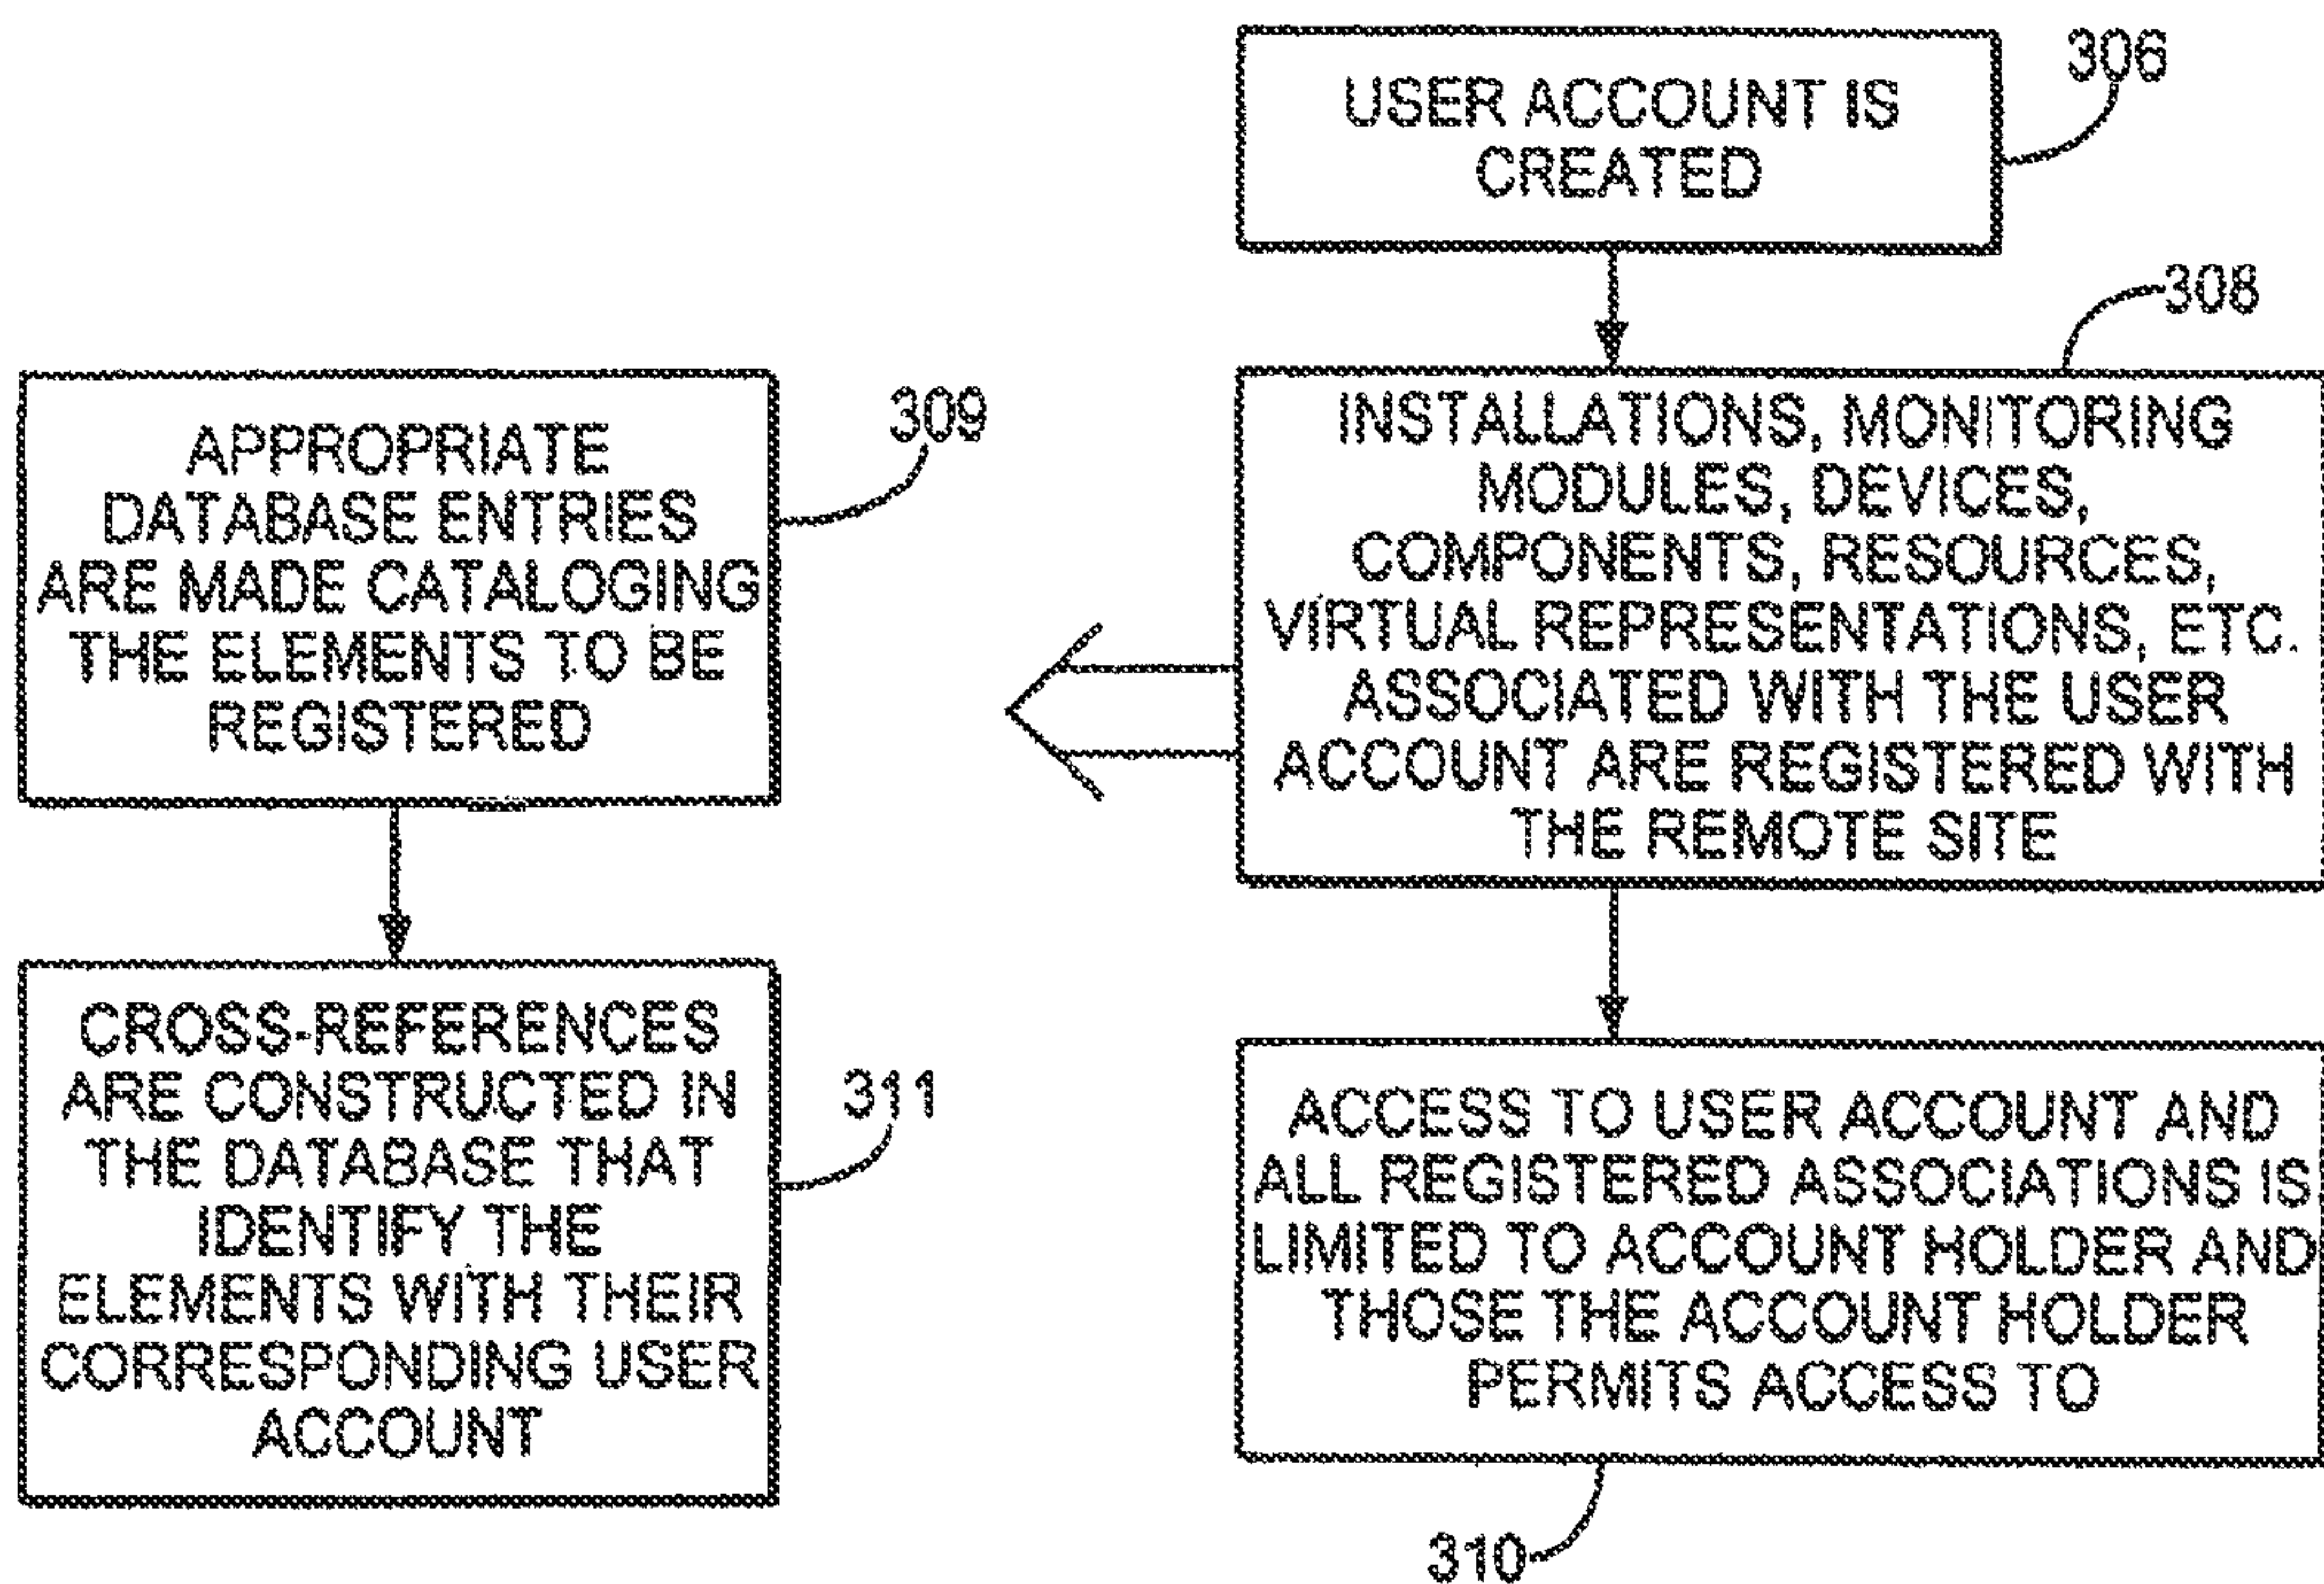 USER ACCOUNT IS
CREATED
306
308
INSTALLATIONS, MONITORING
MODULES, DEVICES,
COMPONENTS, RESOURCES,
VIRTUAL REPRESENTATIONS, ETC.
ASSOCIATED WITH THE USER
ACCOUNT ARE REGISTERED WITH
THE REMOTE SITE
309
APPROPRIATE
DATABASE ENTRIES
ARE MADE CATALOGING
THE ELEMENTS TO BE
REGISTERED
CROSS-REFERENCES
ARE CONSTRUCTED IN
THE DATABASE THAT
IDENTIFY THE
ELEMENTS WITH THEIR
CORRESPONDING USER
ACCOUNT
311
ACCESS TO USER ACCOUNT AND
ALL REGISTERED ASSOCIATIONS IS
LIMITED TO ACCOUNT HOLDER AND
THOSE THE ACCOUNT HOLDER
PERMITS ACCESS TO
310